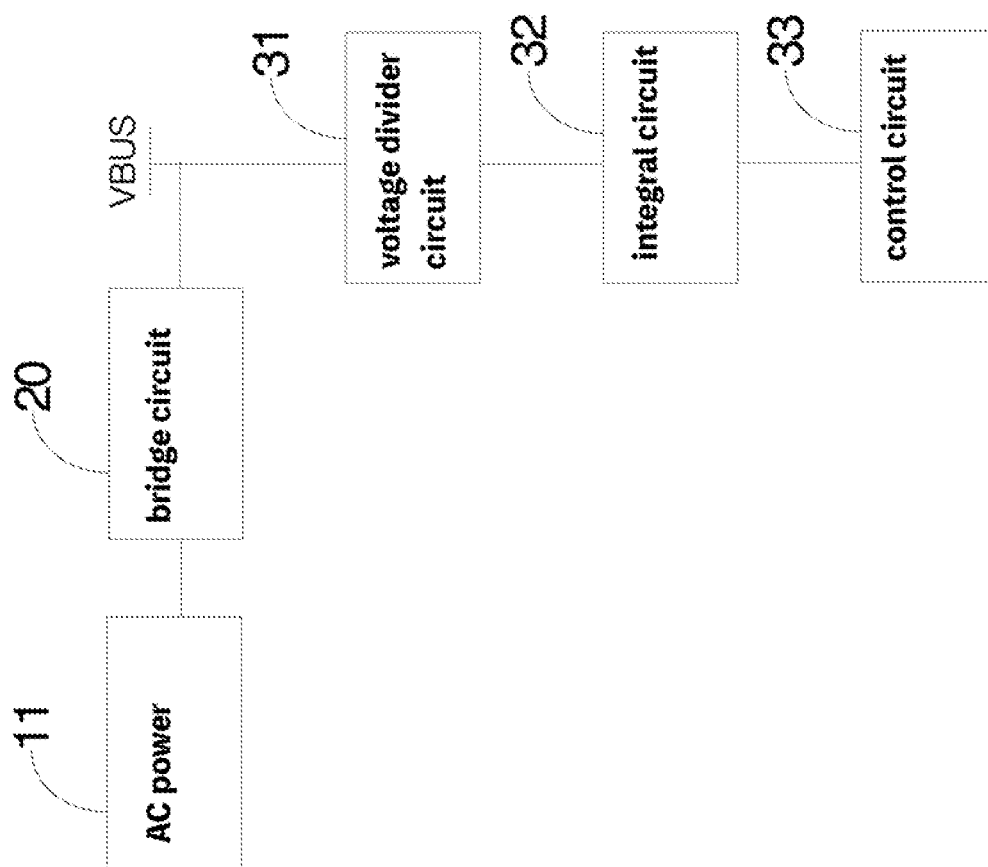 11
AC power
20
bridge circuit
VBUS
31
voltage divider
circuit
32
integral circuit
33
control circuit